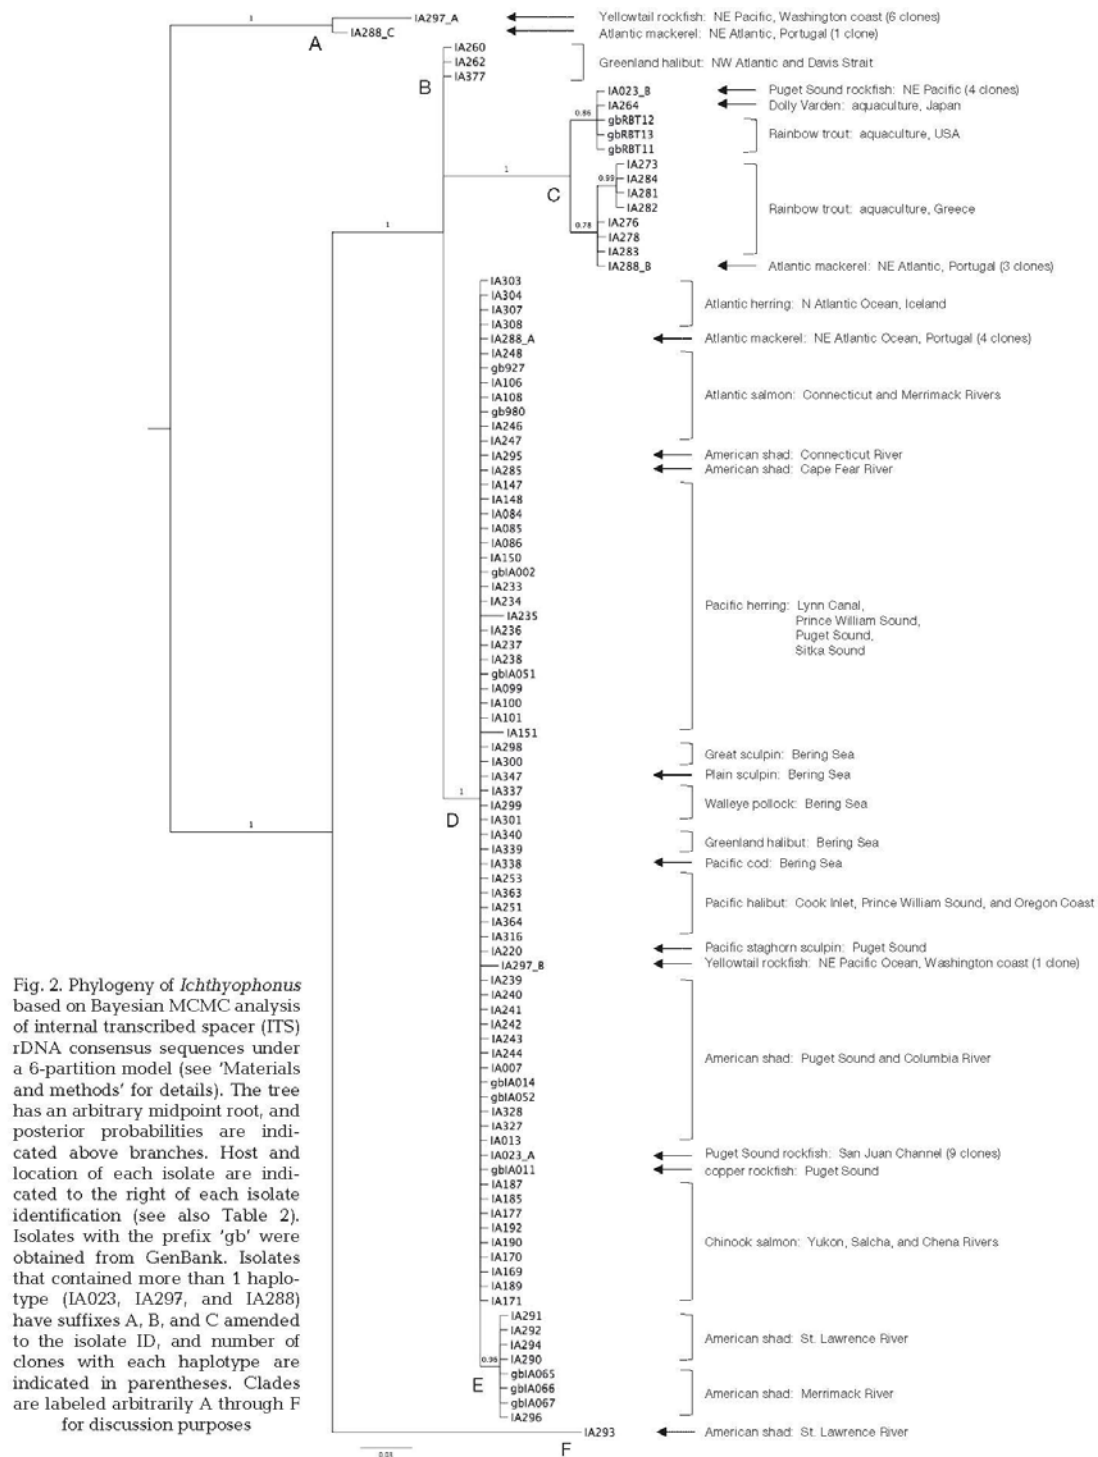 1
IA297_A
Yellowtail rockfish: NE Pacific, Washington coast (6 clones)
A
IA288_C
Atlantic mackerel: NE Atlantic, Portugal (1 clone)
IA260
IA262
Greenland halibut: NW Atlantic and Davis Strait
B
IA377
IA023_B
Puget Sound rockfish: NE Pacific (4 clones)
IA264
Dolly Varden: aquaculture, Japan
0.86
gbRBT12
gbRBT13
Rainbow trout: aquaculture, USA
gbRBT11
1
C
IA273
0.99
IA284
IA281
IA282
Rainbow trout: aquaculture, Greece
1
0.78
IA276
IA278
IA283
IA288_B
Atlantic mackerel: NE Atlantic, Portugal (3 clones)
IA303
IA304
Atlantic herring: N Atlantic Ocean, Iceland
IA307
IA308
IA288_A
Atlantic mackerel: NE Atlantic Ocean, Portugal (4 clones)
IA248
gb927
IA106
IA108
Atlantic salmon: Connecticut and Merrimack Rivers
gb980
IA246
IA247
IA295
American shad: Connecticut River
IA285
American shad: Cape Fear River
IA147
IA148
IA084
IA085
IA086
IA150
gbIA002
IA233
IA234
Pacific herring: Lynn Canal,
IA235
Prince William Sound,
IA236
Puget Sound,
IA237
Sitka Sound
IA238
gbIA051
IA099
IA100
IA101
IA151
IA298
Great sculpin: Bering Sea
IA300
IA347
Plain sculpin: Bering Sea
1
D
IA337
IA299
Walleye pollock: Bering Sea
IA301
1
IA340
Greenland halibut: Bering Sea
IA339
IA338
Pacific cod: Bering Sea
IA253
IA363
IA251
Pacific halibut: Cook Inlet, Prince William Sound, and Oregon Coast
IA364
IA316
IA220
Pacific staghorn sculpin: Puget Sound
IA297_B
Yellowtail rockfish: NE Pacific Ocean, Washington coast (1 clone)
IA239
IA240
IA241
IA242
IA243
IA244
American shad: Puget Sound and Columbia River
IA007
gbIA014
gbIA052
IA328
IA327
IA013
IA023_A
Puget Sound rockfish: San Juan Channel (9 clones)
gbIA011
copper rockfish: Puget Sound
IA187
IA185
IA177
IA192
IA190
Chinook salmon: Yukon, Salcha, and Chena Rivers
IA170
IA169
IA189
IA171
IA291
IA292
American shad: St. Lawrence River
IA294
IA290
0.96
E
gbIA065
gbIA066
American shad: Merrimack River
gbIA067
IA296
IA293
American shad: St. Lawrence River
F
0.03
Fig. 2. Phylogeny of Ichthyophonus
based on Bayesian MCMC analysis
of internal transcribed spacer (ITS)
rDNA consensus sequences under
a 6-partition model (see 'Materials
and methods' for details). The tree
has an arbitrary midpoint root, and
posterior probabilities are indi-
cated above branches. Host and
location of each isolate are indi-
cated to the right of each isolate
identification (see also Table 2).
Isolates with the prefix 'gb' were
obtained from GenBank. Isolates
that contained more than 1 haplo-
type (IA023, IA297, and IA288)
have suffixes A, B, and C amended
to the isolate ID, and number of
clones with each haplotype are
indicated in parentheses. Clades
are labeled arbitrarily A through F
for discussion purposes